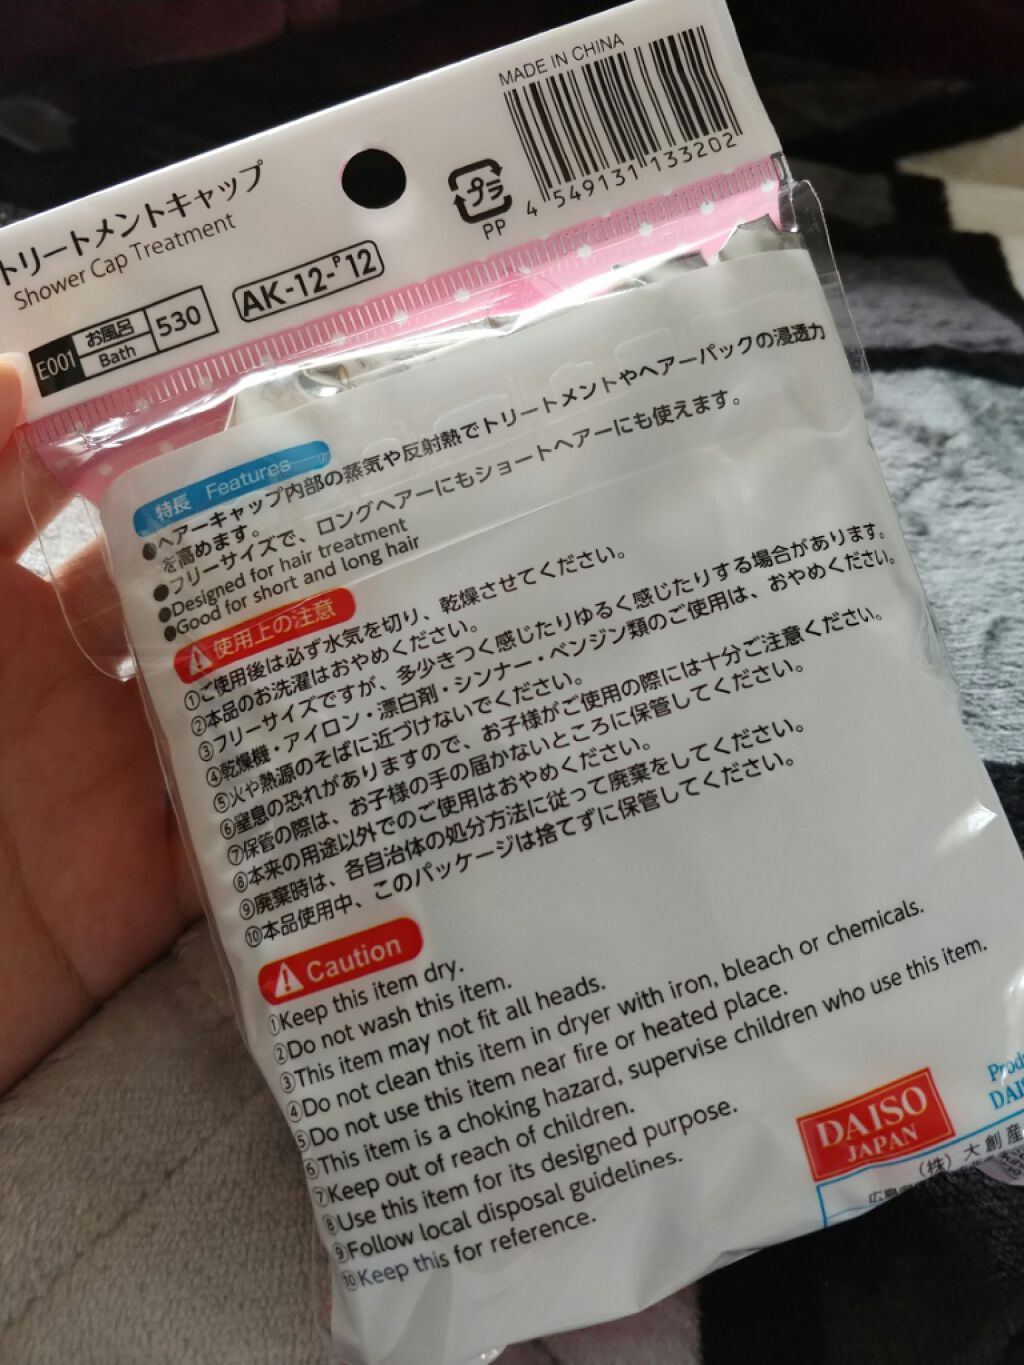 MADE IN CHINA
4 549131 133202
プラ
PP
トリートメントキャップ
Shower Cap Treatment
E001 お風呂 Bath 530
AK-12-P12
特長 Features
●ヘアーキャップ内部の蒸気や反射熱でトリートメントやヘアーパックの浸透力
を高めます。
●フリーサイズで、ロングヘアーにもショートヘアーにも使えます。
●Designed for hair treatment
●Good for short and long hair
使用上の注意
①ご使用後は必ず水気を切り、乾燥させてください。
②本品のお洗濯はおやめください。
③フリーサイズですが、多少きつく感じたりゆるく感じたりする場合があります。
④乾燥機・アイロン・漂白剤・シンナー・ベンジン類のご使用は、おやめください。
⑤火や熱源のそばに近づけないでください。
⑥窒息の恐れがありますので、お子様がご使用の際には十分ご注意ください。
⑦保管の際は、お子様の手の届かないところに保管してください。
⑧本来の用途以外でのご使用はおやめください。
⑨廃棄時は、各自治体の処分方法に従って廃棄をしてください。
⑩本品使用中、このパッケージは捨てずに保管してください。
Caution
①Keep this item dry.
②Do not wash this item.
③This may not fit all heads.
④Do not clean this item in dryer with iron, bleach or chemicals.
⑤Do not use this item near fire or heated place.
⑥This item is a choking hazard, supervise children who use this item.
⑦Keep out of reach of children.
⑧Use this item for its designed purpose.
⑨Follow local disposal guidelines.
⑩Keep this for reference.
DAISO
JAPAN
(株)大創産